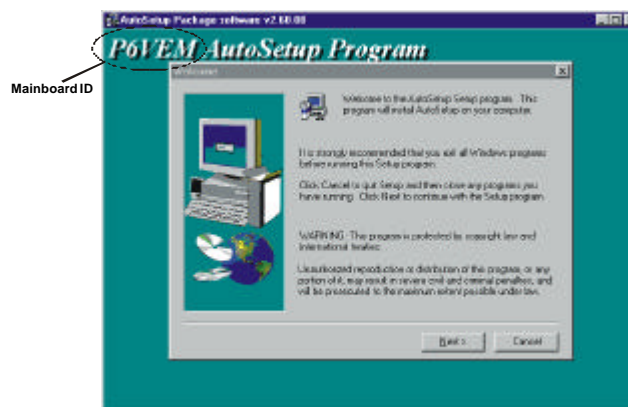 AutoSetup Package software v2.60.00
P6VEM AutoSetup Program
Mainboard ID
Welcome
Welcome to the AutoSetup Setup program. This
program will install AutoSetup on your computer.
It is strongly recommended that you exit all Windows programs
before running this Setup program.
Click Cancel to quit Setup and then close any programs you
have running. Click Next to continue with the Setup program.
WARNING: This program is protected by copyright law and
international treaties.
Unauthorized reproduction or distribution of this program, or any
portion of it, may result in severe civil and criminal penalties, and
will be prosecuted to the maximum extent possible under law.
Next >
Cancel